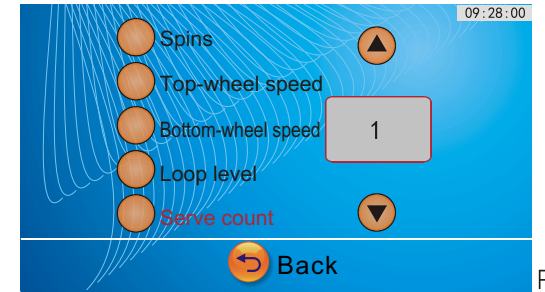 09:28:00
Spins
Top-wheel speed
Bottom-wheel speed
1
Loop level
Serve count
Back